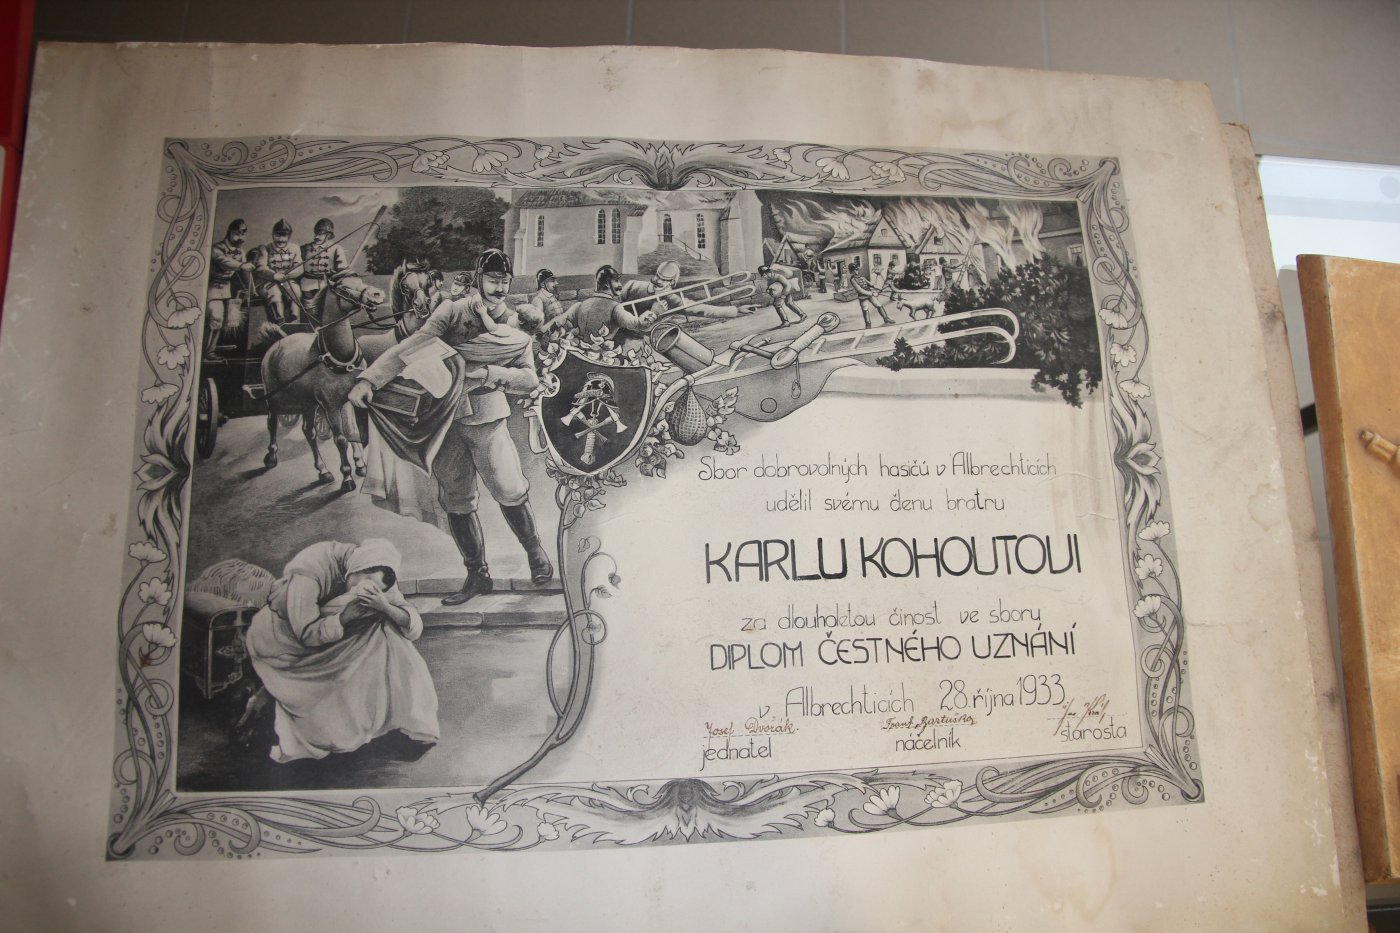 Sbor dobrovolných hasičů v Albrechticích
udělil svému členu bratru
KARLU KOHOUTOVI
za dlouholetou činost ve sboru
DIPLOM ČESTNÉHO UZNÁNÍ
v Albrechticích 28. října 1933.
Josef Dvořák
jednatel náčelník starosta